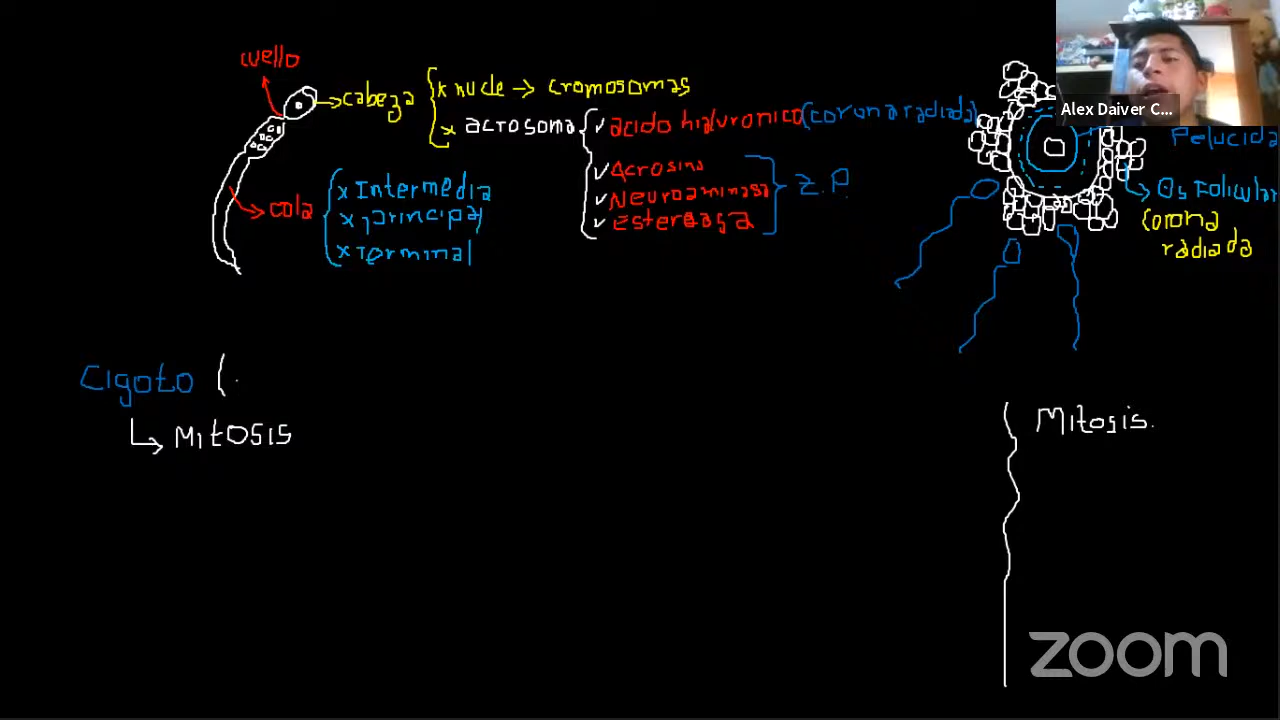 cuello
cabeza
x nucle → cromosomas
x acrosoma
✓ acido hialuronico (corona radiada)
✓ Acrosina
✓ Neuroaminasa
✓ Esterasa
Z.P.
cola
x Intermedia
x principal
x Terminal
Alex Daiver C...
Pelucida
Os Folicular
Corona
radiada
Cigoto (
Mitosis
Mitosis.
zoom